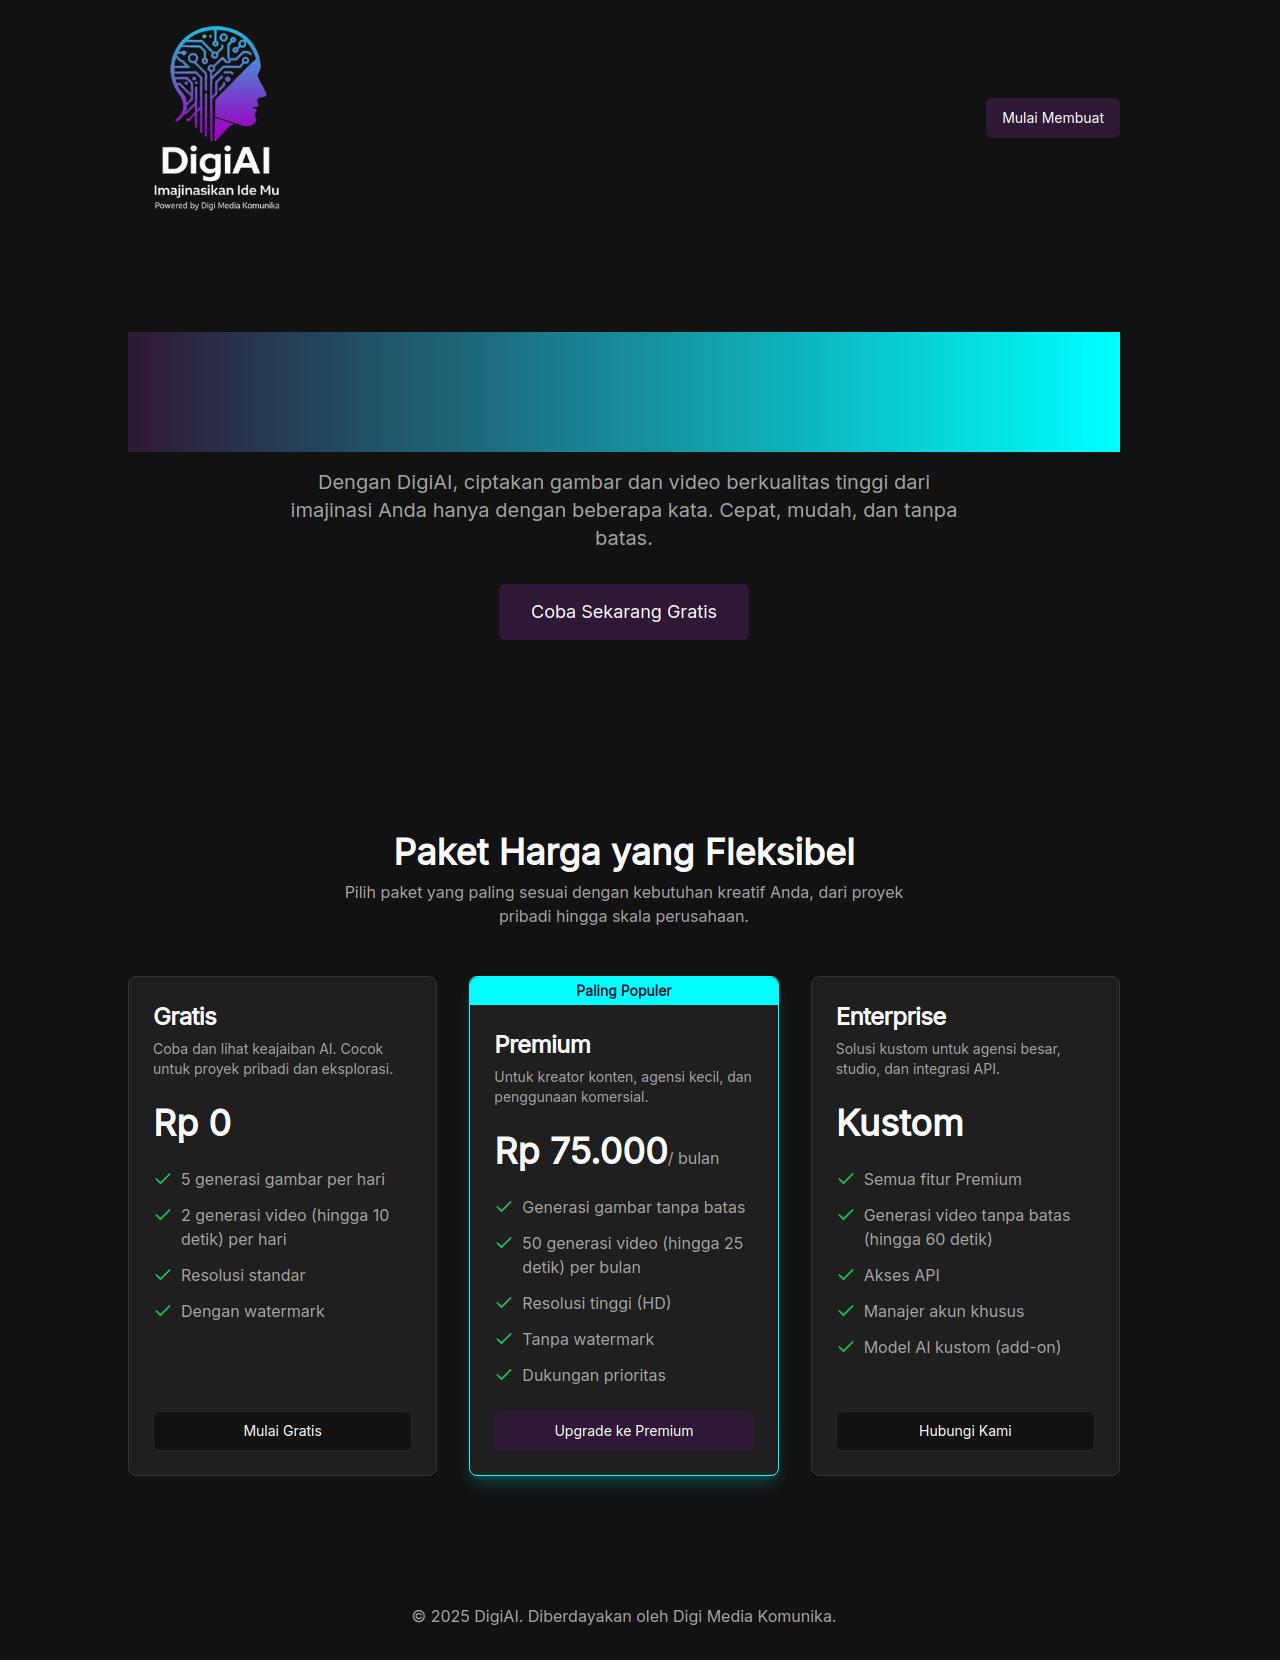 DigiAI
Imajinasikan Ide Mu
Powered by Digi Media Komunika
Mulai Membuat
Dengan DigiAI, ciptakan gambar dan video berkualitas tinggi dari
imajinasi Anda hanya dengan beberapa kata. Cepat, mudah, dan tanpa
batas.
Coba Sekarang Gratis
Paket Harga yang Fleksibel
Pilih paket yang paling sesuai dengan kebutuhan kreatif Anda, dari proyek
pribadi hingga skala perusahaan.
Gratis
Coba dan lihat keajaiban AI. Cocok
untuk proyek pribadi dan eksplorasi.
Rp 0
5 generasi gambar per hari
2 generasi video (hingga 10
detik) per hari
Resolusi standar
Dengan watermark
Mulai Gratis
Paling Populer
Premium
Untuk kreator konten, agensi kecil, dan
penggunaan komersial.
Rp 75.000/ bulan
Generasi gambar tanpa batas
50 generasi video (hingga 25
detik) per bulan
Resolusi tinggi (HD)
Tanpa watermark
Dukungan prioritas
Upgrade ke Premium
Enterprise
Solusi kustom untuk agensi besar,
studio, dan integrasi API.
Kustom
Semua fitur Premium
Generasi video tanpa batas
(hingga 60 detik)
Akses API
Manajer akun khusus
Model AI kustom (add-on)
Hubungi Kami
© 2025 DigiAI. Diberdayakan oleh Digi Media Komunika.